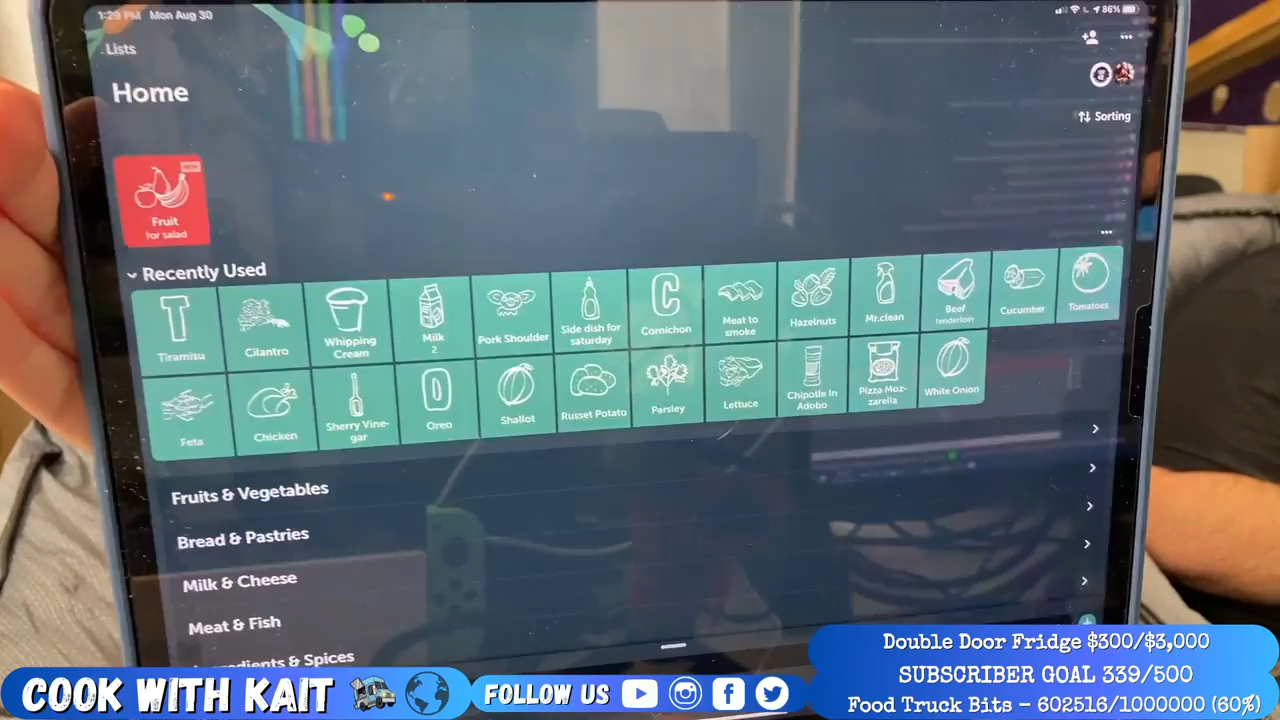 1:29 PM Mon Aug 30
86%
Lists
Home
Sorting
NEW
Fruit
for salad
Recently Used
T
Tiramisu
Cilantro
Whipping
Cream
Milk
2
Pork Shoulder
Side dish for
saturday
C
Cornichon
Meat to
smoke
Hazelnuts
Mr.clean
Beef
tenderloin
Cucumber
Tomatoes
Feta
Chicken
Sherry Vine-
gar
O
Oreo
Shallot
Russet Potato
Parsley
Lettuce
Chipotle In
Adobo
Pizza Moz-
zarella
White Onion
Fruits & Vegetables
Bread & Pastries
Milk & Cheese
Meat & Fish
Ingredients & Spices
COOK WITH KAIT
FOLLOW US
Double Door Fridge $300/$3,000
SUBSCRIBER GOAL 339/500
Food Truck Bits - 602516/1000000 (60%)